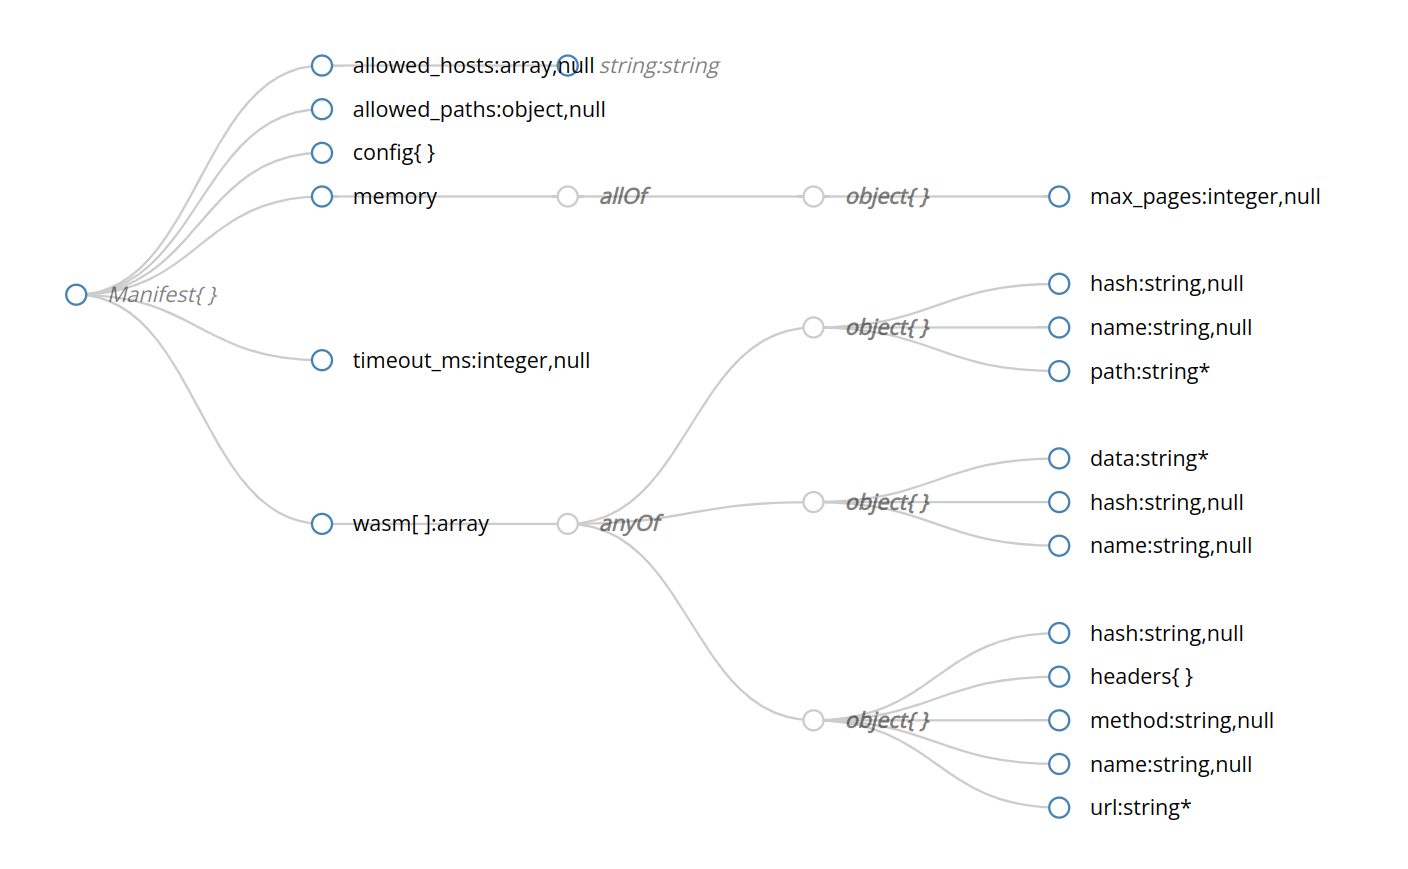 allowed_hosts:array,null string:string
allowed_paths:object,null
config{ }
memory allOf object{ } max_pages:integer,null
Manifest{ }
timeout_ms:integer,null
wasm[ ]:array anyOf
object{ }
hash:string,null
name:string,null
path:string*
object{ }
data:string*
hash:string,null
name:string,null
object{ }
hash:string,null
headers{ }
method:string,null
name:string,null
url:string*